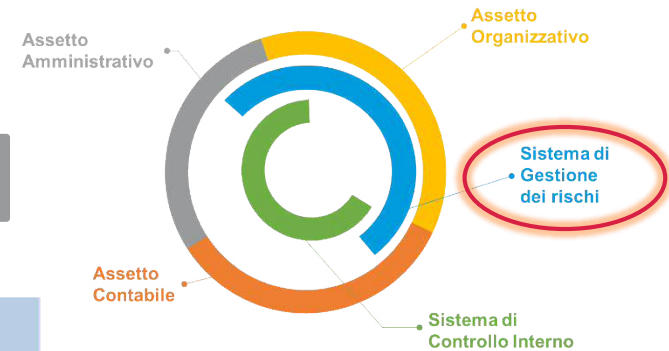 Assetto
Amministrativo
Assetto
Organizzativo
Sistema di
Gestione
dei rischi
Assetto
Contabile
Sistema di
Controllo Interno